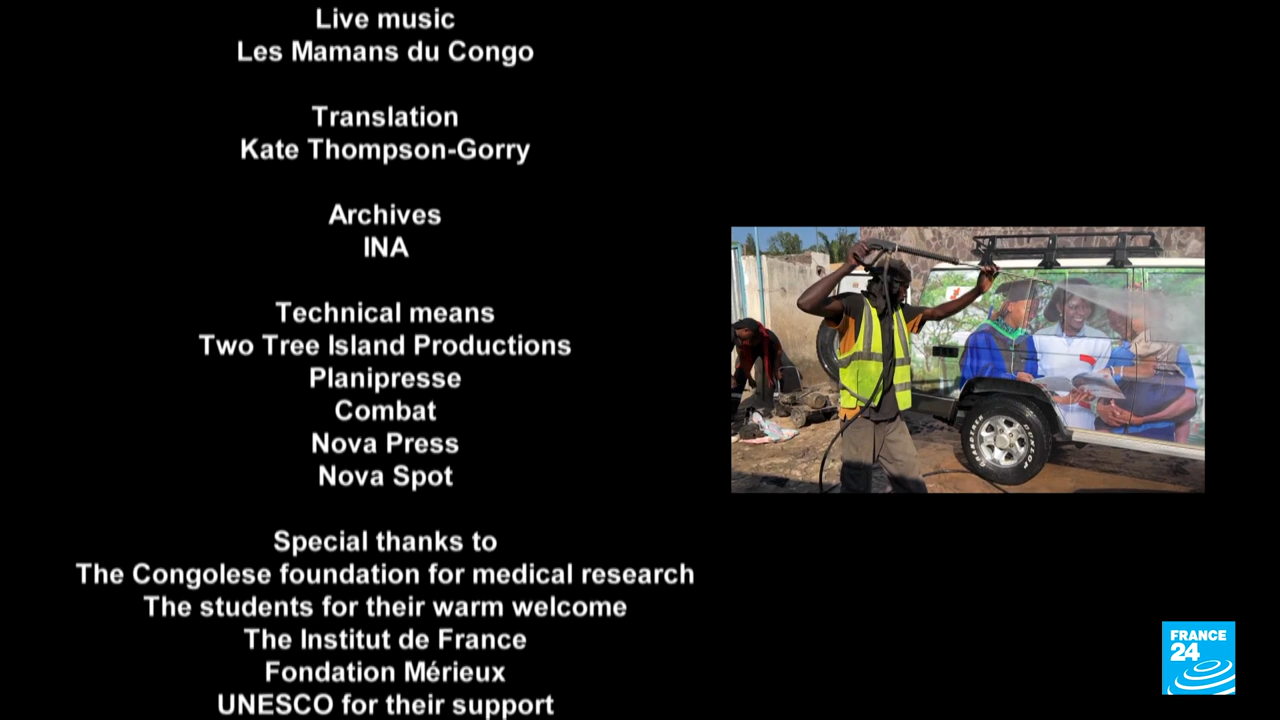 Live music
Les Mamans du Congo
Translation
Kate Thompson-Gorry
Archives
INA
Technical means
Two Tree Island Productions
Planipresse
Combat
Nova Press
Nova Spot
Special thanks to
The Congolese foundation for medical research
The students for their warm welcome
The Institut de France
Fondation Mérieux
UNESCO for their support
FRANCE
24